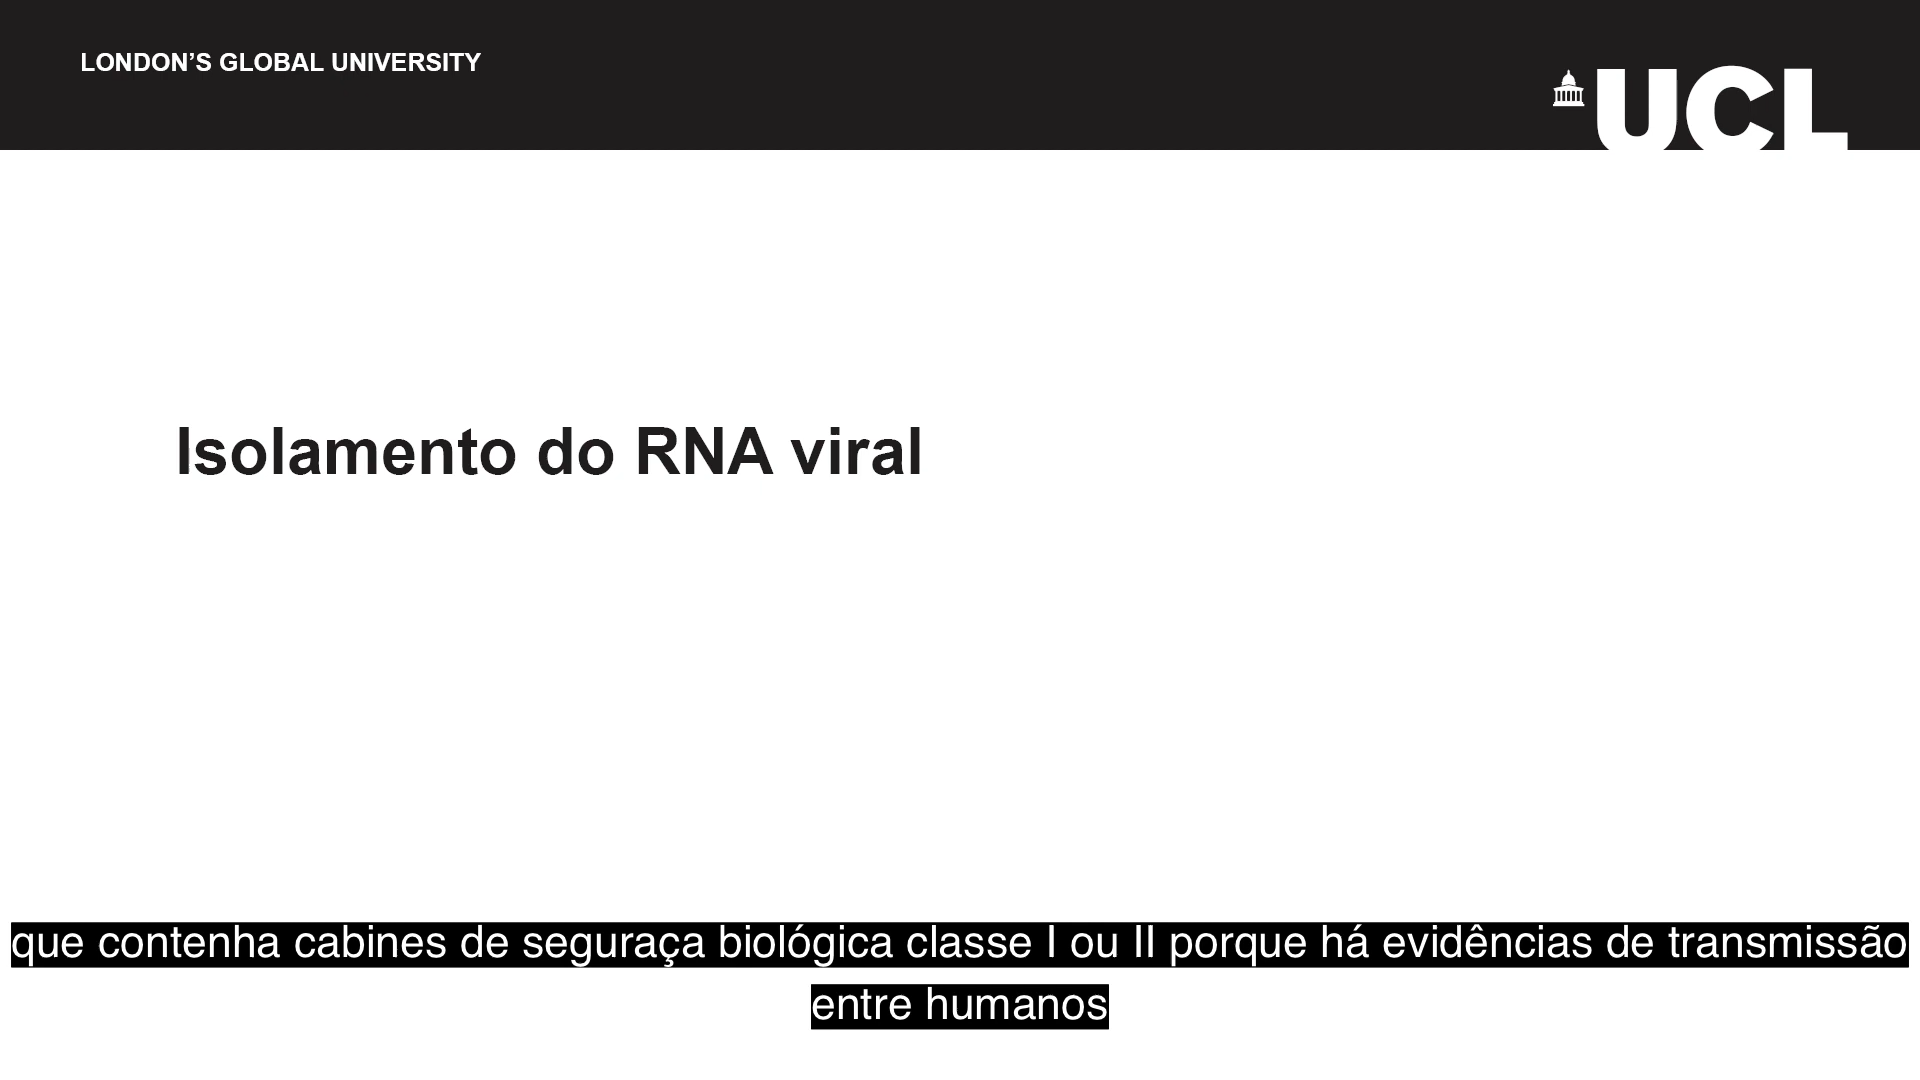 LONDON’S GLOBAL UNIVERSITY
UCL
Isolamento do RNA viral
que contenha cabines de seguraça biológica classe I ou II porque há evidências de transmissão
entre humanos